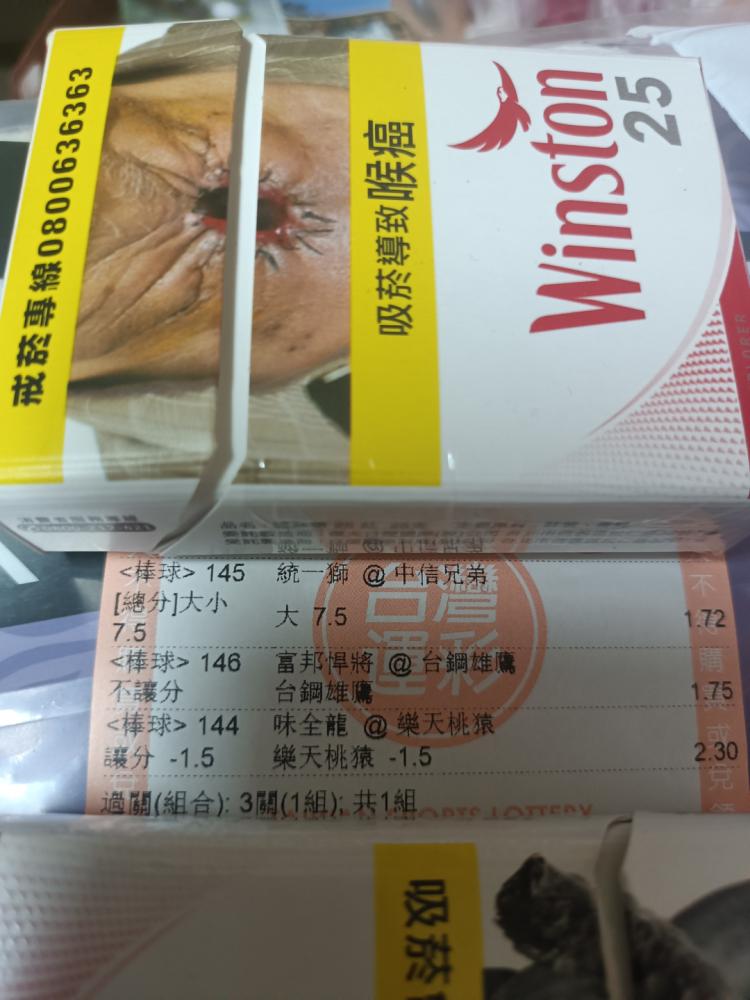 戒菸專線0800636363
吸菸導致喉癌
Winston
25
<棒球> 145 統一獅 @ 中信兄弟
[總分]大小 大 7.5 1.72
7.5
<棒球> 146 富邦悍將 @ 台鋼雄鷹
不讓分 台鋼雄鷹 1.75
<棒球> 144 味全龍 @ 樂天桃猿
讓分 -1.5 樂天桃猿 -1.5 2.30
過關(組合): 3關(1組); 共1組
台灣
運彩
吸菸